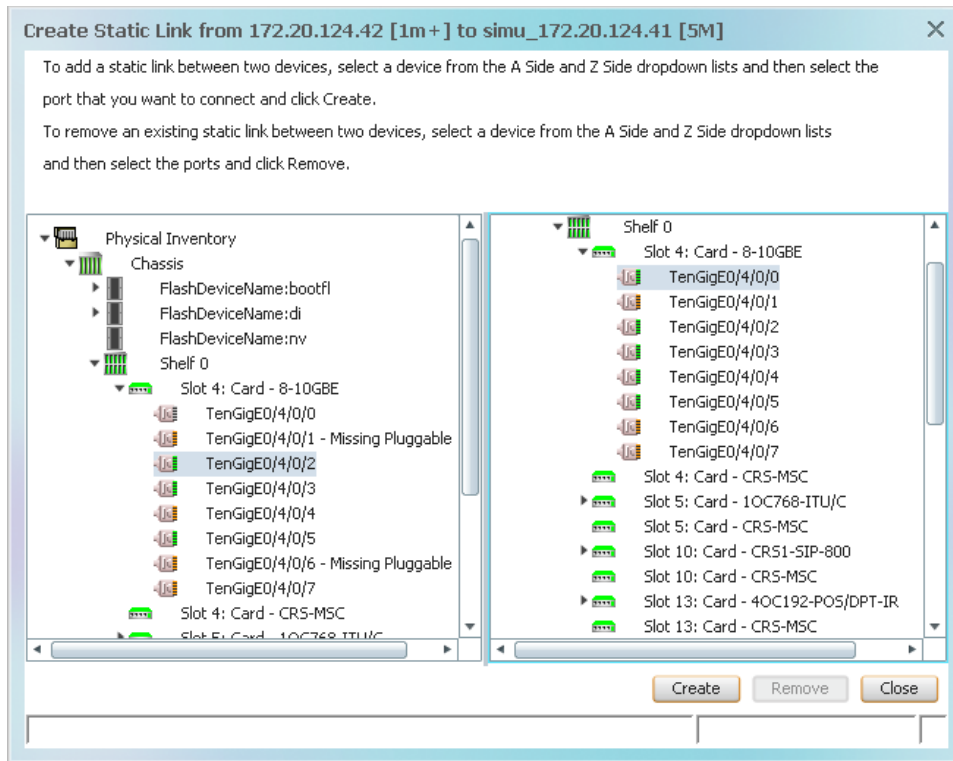 Create Static Link from 172.20.124.42 [1m+] to simu_172.20.124.41 [5M]
To add a static link between two devices, select a device from the A Side and Z Side dropdown lists and then select the
port that you want to connect and click Create.
To remove an existing static link between two devices, select a device from the A Side and Z Side dropdown lists
and then select the ports and click Remove.
Physical Inventory
Chassis
FlashDeviceName:bootfl
FlashDeviceName:di
FlashDeviceName:nv
Shelf 0
Slot 4: Card - 8-10GBE
TenGigE0/4/0/0
TenGigE0/4/0/1 - Missing Pluggable
TenGigE0/4/0/2
TenGigE0/4/0/3
TenGigE0/4/0/4
TenGigE0/4/0/5
TenGigE0/4/0/6 - Missing Pluggable
TenGigE0/4/0/7
Slot 4: Card - CRS-MSC
Slot 5: Card - 1OC768-ITU/C
Shelf 0
Slot 4: Card - 8-10GBE
TenGigE0/4/0/0
TenGigE0/4/0/1
TenGigE0/4/0/2
TenGigE0/4/0/3
TenGigE0/4/0/4
TenGigE0/4/0/5
TenGigE0/4/0/6
TenGigE0/4/0/7
Slot 4: Card - CRS-MSC
Slot 5: Card - 1OC768-ITU/C
Slot 5: Card - CRS-MSC
Slot 10: Card - CRS1-SIP-800
Slot 10: Card - CRS-MSC
Slot 13: Card - 4OC192-POS/DPT-IR
Slot 13: Card - CRS-MSC
Create
Remove
Close